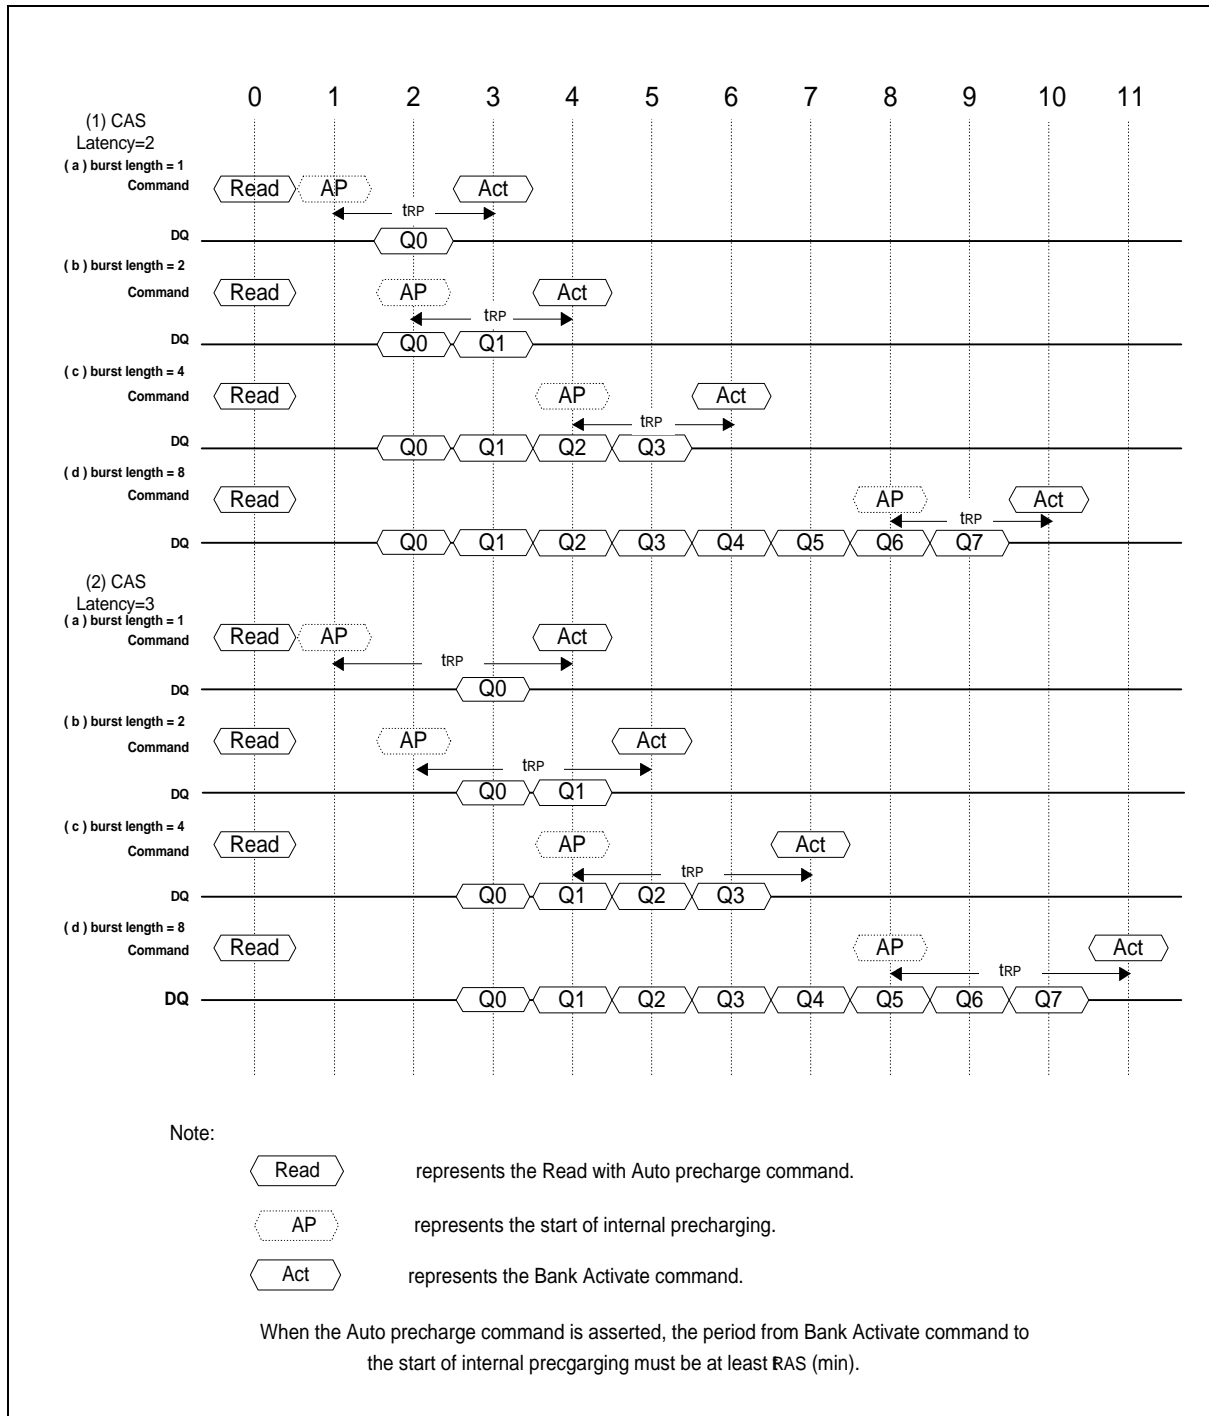 0 1 2 3 4 5 6 7 8 9 10 11
(1) CAS
Latency=2
( a ) burst length = 1
Command Read AP Act
tRP
DQ Q0
( b ) burst length = 2
Command Read AP Act
tRP
DQ Q0 Q1
( c ) burst length = 4
Command Read AP Act
tRP
DQ Q0 Q1 Q2 Q3
( d ) burst length = 8
Command Read AP Act
tRP
DQ Q0 Q1 Q2 Q3 Q4 Q5 Q6 Q7
(2) CAS
Latency=3
( a ) burst length = 1
Command Read AP Act
tRP
DQ Q0
( b ) burst length = 2
Command Read AP Act
tRP
DQ Q0 Q1
( c ) burst length = 4
Command Read AP Act
tRP
DQ Q0 Q1 Q2 Q3
( d ) burst length = 8
Command Read AP Act
tRP
DQ Q0 Q1 Q2 Q3 Q4 Q5 Q6 Q7
Note:
Read represents the Read with Auto precharge command.
AP represents the start of internal precharging.
Act represents the Bank Activate command.
When the Auto precharge command is asserted, the period from Bank Activate command to
the start of internal precgarging must be at least tRAS (min).